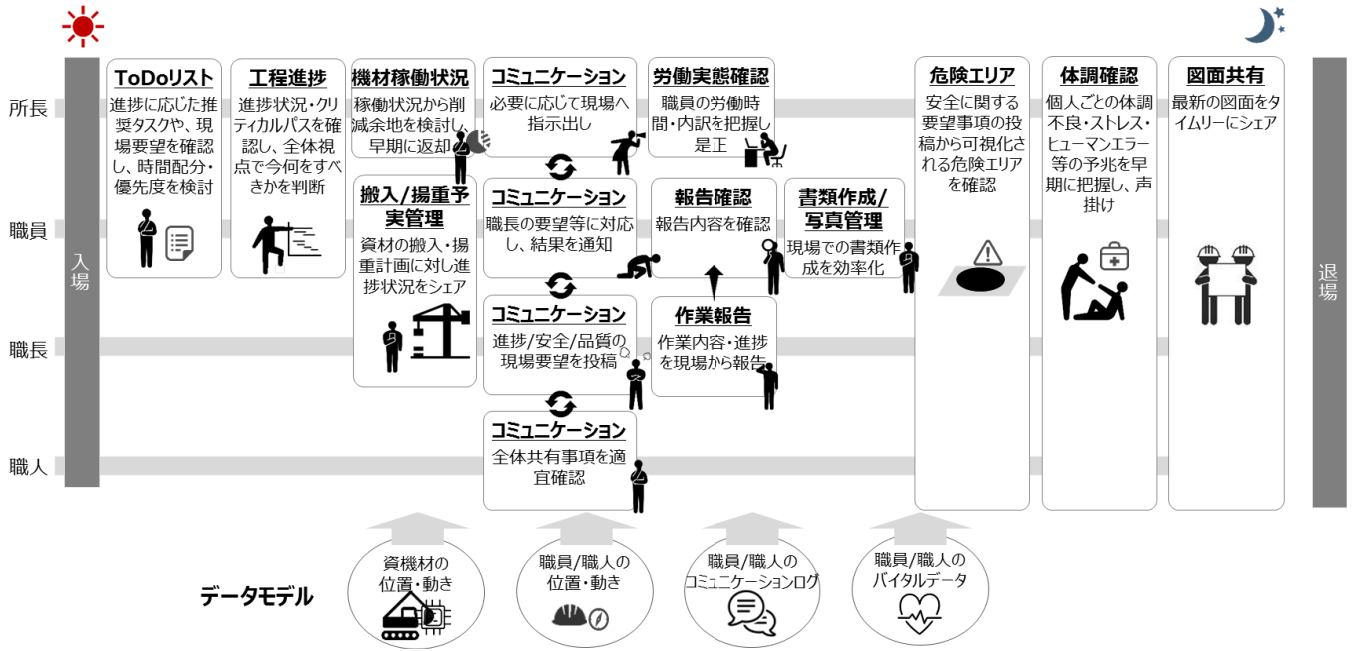 所長
職員
職長
職人
入場
ToDoリスト
進捗に応じた推
奨タスクや、現
場要望を確認
し、時間配分・
優先度を検討
工程進捗
進捗状況・クリ
ティカルパスを確
認し、全体視
点で今何をすべ
きかを判断
機材稼働状況
稼働状況から削
減余地を検討し、
早期に返却
搬入/揚重予
実管理
資材の搬入・揚
重計画に対し進
捗状況をシェア
コミュニケーション
必要に応じて現場へ
指示出し
コミュニケーション
職長の要望等に対応
し、結果を通知
コミュニケーション
進捗/安全/品質の
現場要望を投稿
コミュニケーション
全体共有事項を適
宜確認
労働実態確認
職員の労働時
間・内訳を把握し
是正
報告確認
報告内容を確認
作業報告
作業内容・進捗
を現場から報告
書類作成/
写真管理
現場での書類作
成を効率化
危険エリア
安全に関する
要望事項の投
稿から可視化さ
れる危険エリア
を確認
体調確認
個人ごとの体調
不良・ストレス・
ヒューマンエラー
等の予兆を早
期に把握し、声
掛け
図面共有
最新の図面をタ
イムリーにシェア
退場
データモデル
資機材の
位置・動き
職員/職人の
位置・動き
職員/職人の
コミュニケーションログ
職員/職人の
バイタルデータ